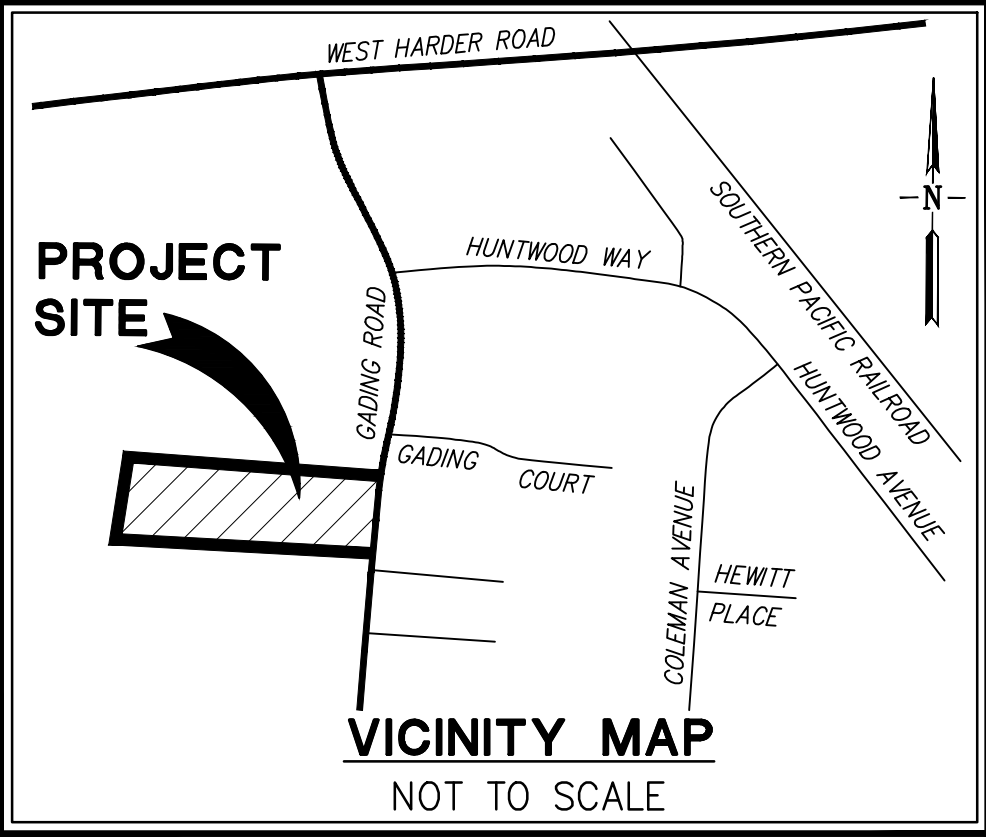 WEST HARDER ROAD
SOUTHERN PACIFIC RAILROAD
N
HUNTWOOD WAY
PROJECT
SITE
GADING ROAD
HUNTWOOD AVENUE
GADING
COURT
COLEMAN AVENUE
HEWITT
PLACE
VICINITY MAP
NOT TO SCALE